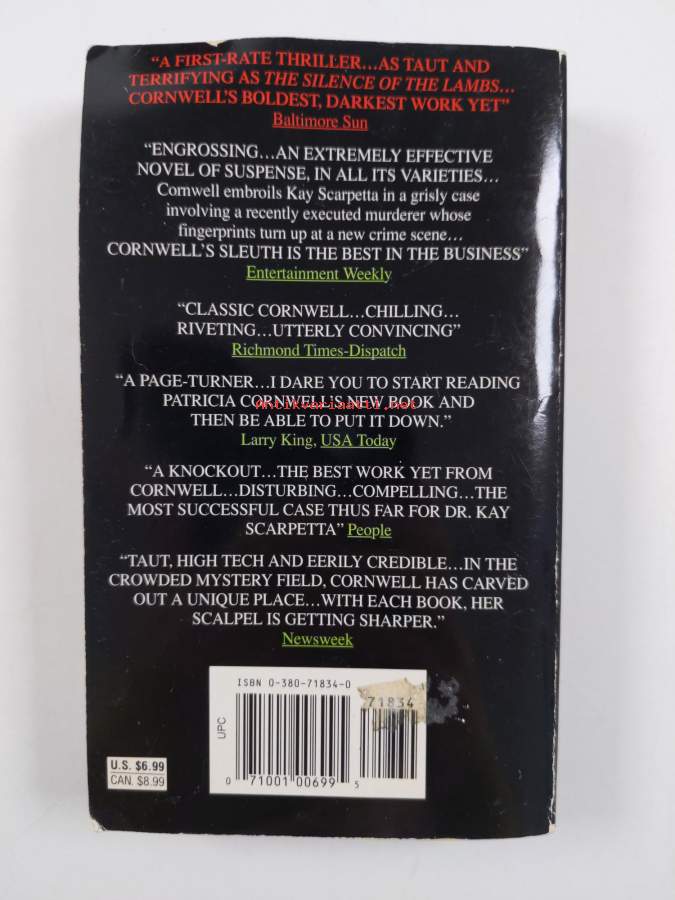 “A FIRST-RATE THRILLER...AS TAUT AND
TERRIFYING AS THE SILENCE OF THE LAMBS...
CORNWELL'S BOLDEST, DARKEST WORK YET”
Baltimore Sun
“ENGROSSING...AN EXTREMELY EFFECTIVE
NOVEL OF SUSPENSE, IN ALL ITS VARIETIES...
Cornwell embroils Kay Scarpetta in a grisly case
involving a recently executed murderer whose
fingerprints turn up at a new crime scene...
CORNWELL'S SLEUTH IS THE BEST IN THE BUSINESS”
Entertainment Weekly
“CLASSIC CORNWELL...CHILLING...
RIVETING...UTTERLY CONVINCING”
Richmond Times-Dispatch
“A PAGE-TURNER...I DARE YOU TO START READING
PATRICIA CORNWELL'S NEW BOOK AND
Antikvariaatti.net
THEN BE ABLE TO PUT IT DOWN.”
Larry King, USA Today
“A KNOCKOUT...THE BEST WORK YET FROM
CORNWELL...DISTURBING...COMPELLING...THE
MOST SUCCESSFUL CASE THUS FAR FOR DR. KAY
SCARPETTA” People
“TAUT, HIGH TECH AND EERILY CREDIBLE...IN THE
CROWDED MYSTERY FIELD, CORNWELL HAS CARVED
OUT A UNIQUE PLACE...WITH EACH BOOK, HER
SCALPEL IS GETTING SHARPER.”
Newsweek
ISBN 0-380-71834-0
71834
UPC
0 71001 00699 5
U.S. $6.99
CAN. $8.99